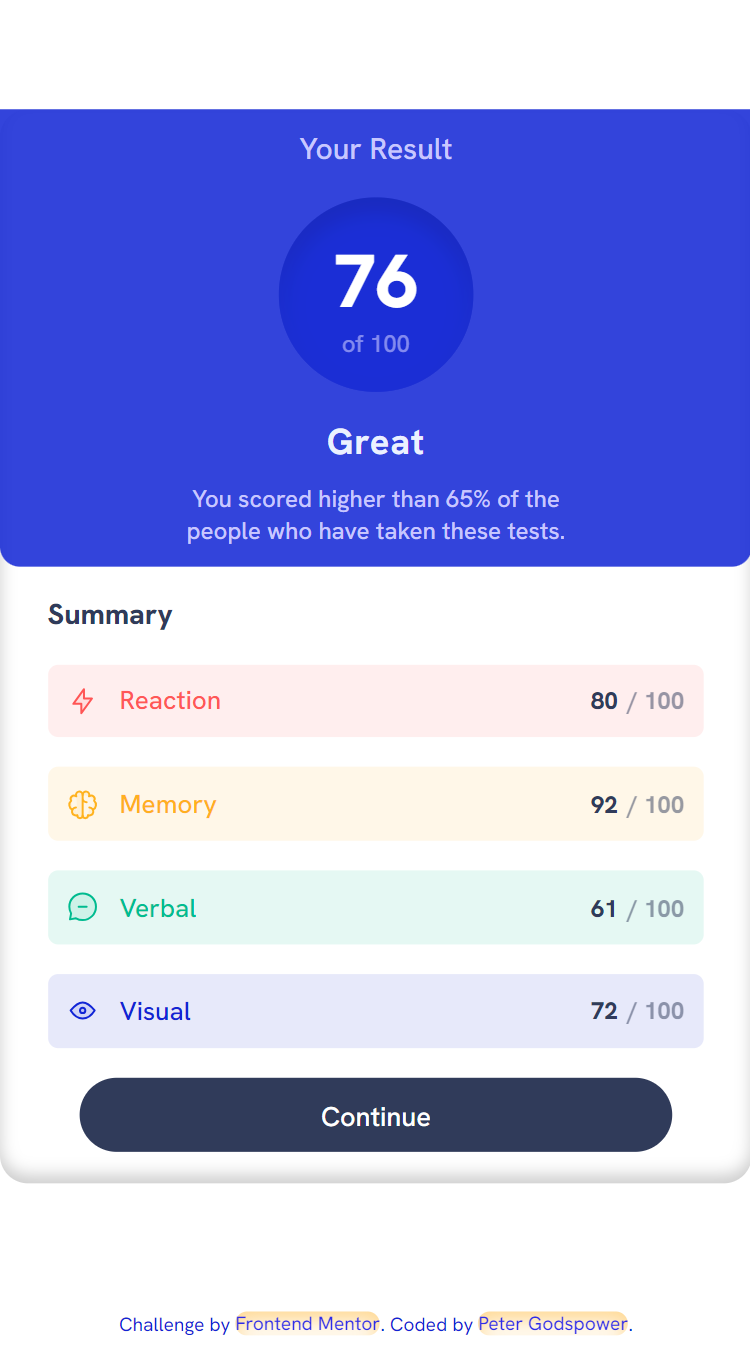 Your Result
76
of 100
Great
You scored higher than 65% of the
people who have taken these tests.
Summary
Reaction 80 / 100
Memory 92 / 100
Verbal 61 / 100
Visual 72 / 100
Continue
Challenge by Frontend Mentor. Coded by Peter Godspower.